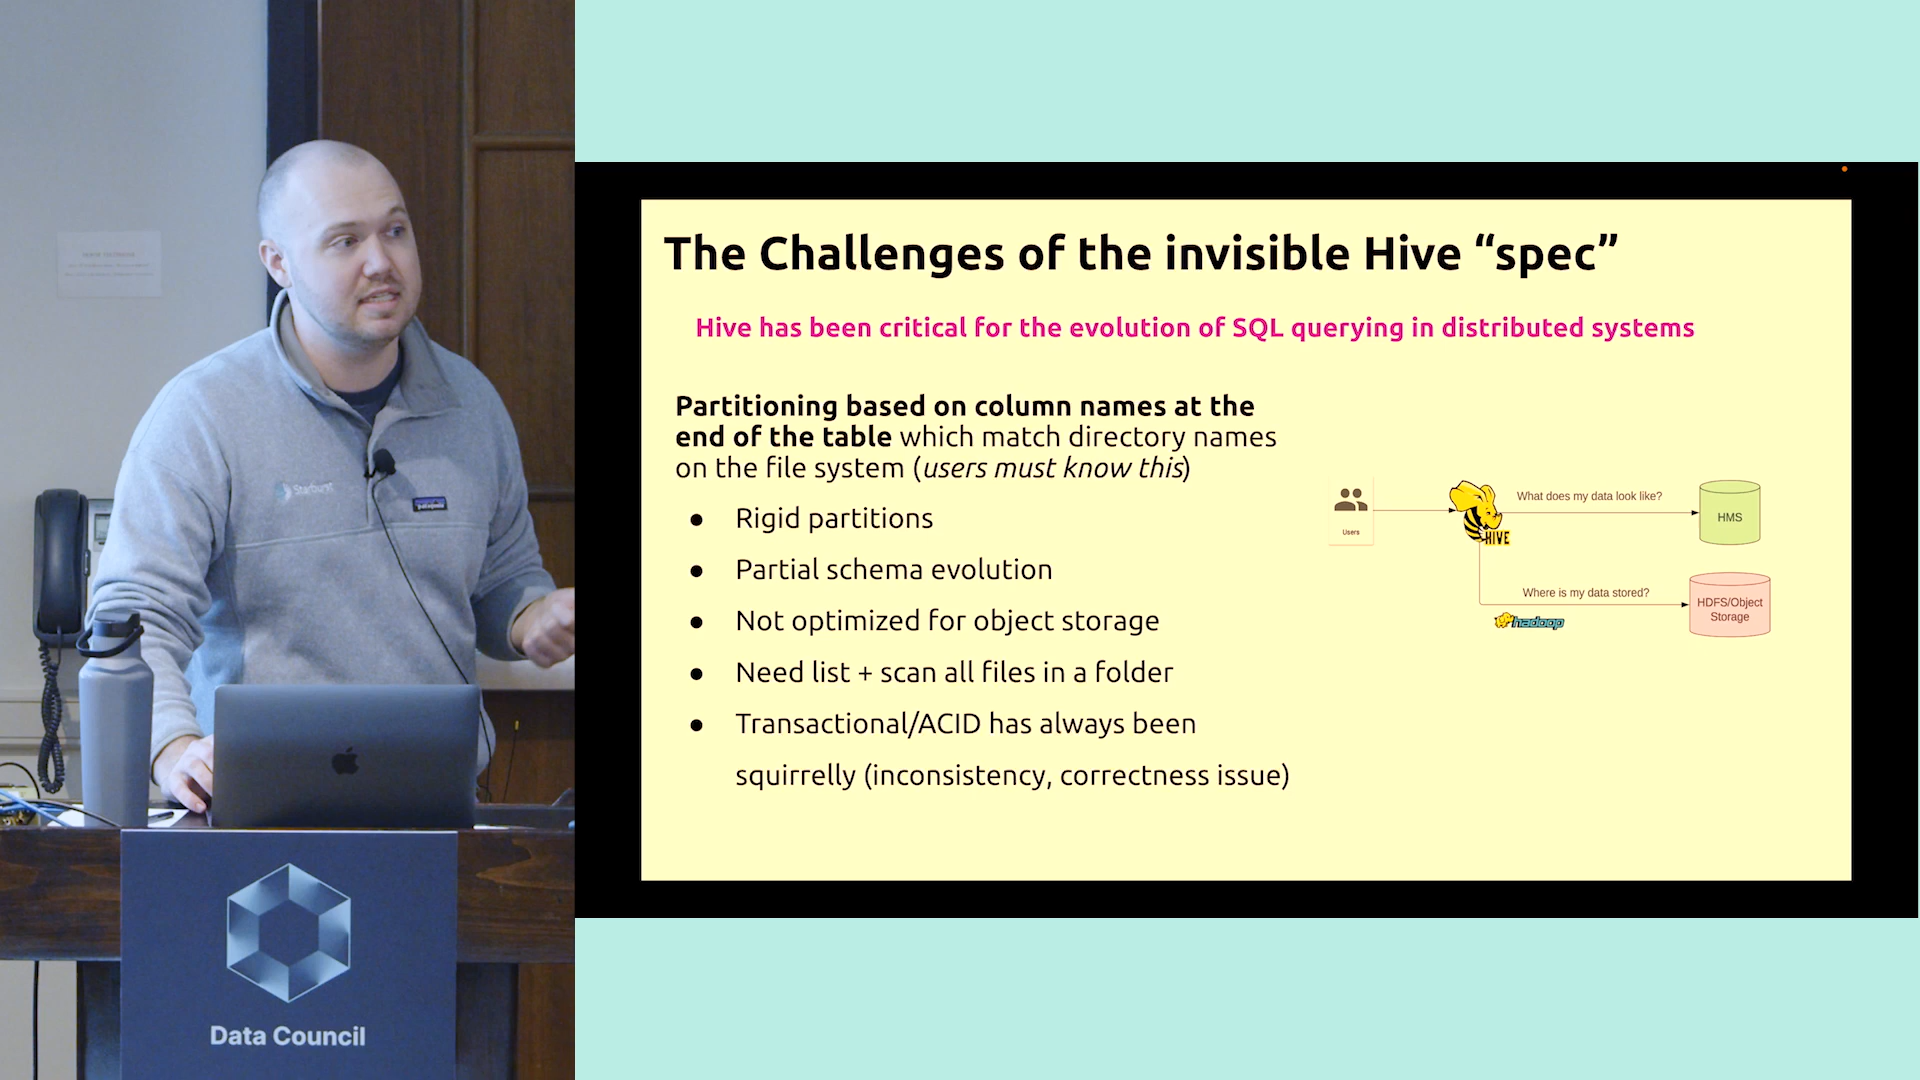 The Challenges of the invisible Hive “spec”
Hive has been critical for the evolution of SQL querying in distributed systems
Partitioning based on column names at the
end of the table which match directory names
on the file system (users must know this)
● Rigid partitions
● Partial schema evolution
● Not optimized for object storage
● Need list + scan all files in a folder
● Transactional/ACID has always been
squirrelly (inconsistency, correctness issue)
Users
HIVE
What does my data look like?
HMS
Where is my data stored?
hadoop
HDFS/Object
Storage
Starburst
patagonia
Data Council